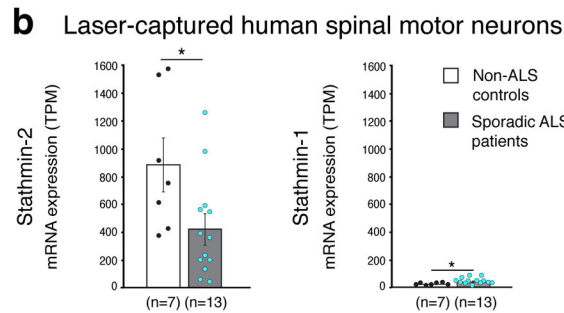 b Laser-captured human spinal motor neurons
Stathmin-2
mRNA expression (TPM)
1600
1400
1200
1000
800
600
400
200
0
*
(n=7) (n=13)
Stathmin-1
mRNA expression (TPM)
1600
1400
1200
1000
800
600
400
200
0
*
(n=7) (n=13)
Non-ALS
controls
Sporadic ALS
patients